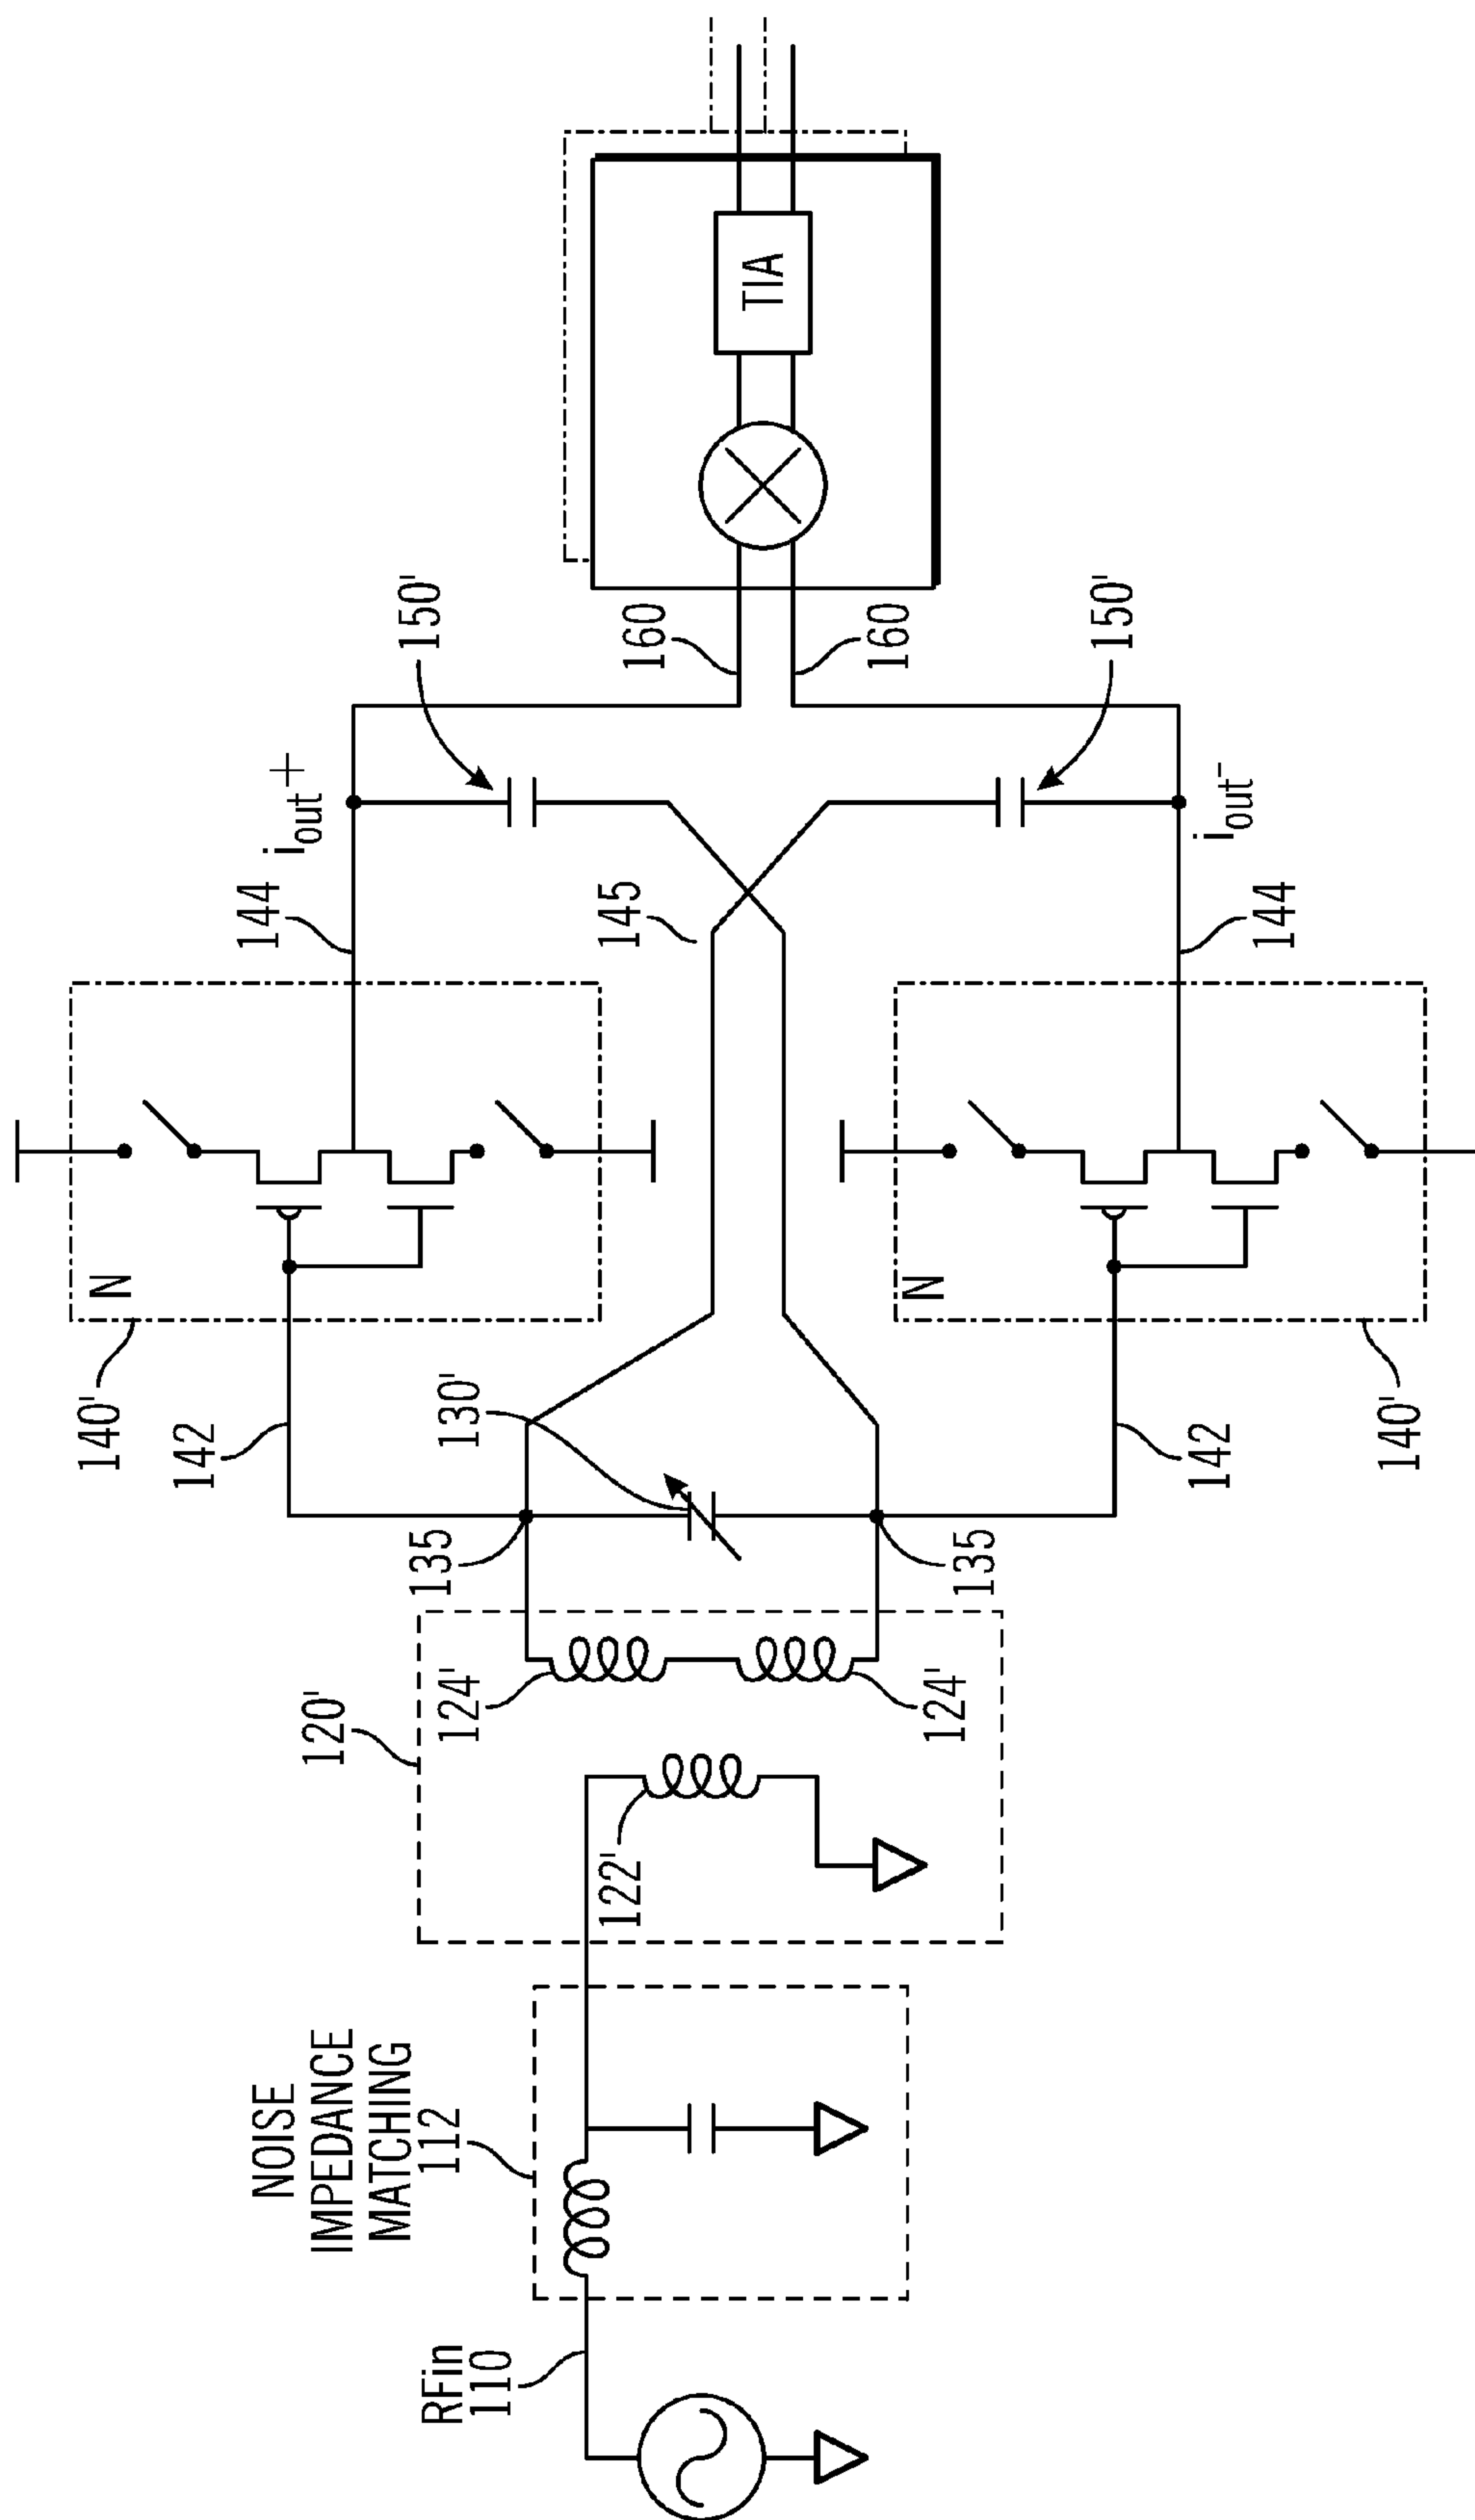 140'
N
142
144
iout+
NOISE
IMPEDANCE
MATCHING
112
120'
150'
RFin
110
135
130'
124'
122'
145
160
TIA
160
N
124'
135
150'
142
iout-
144
140'